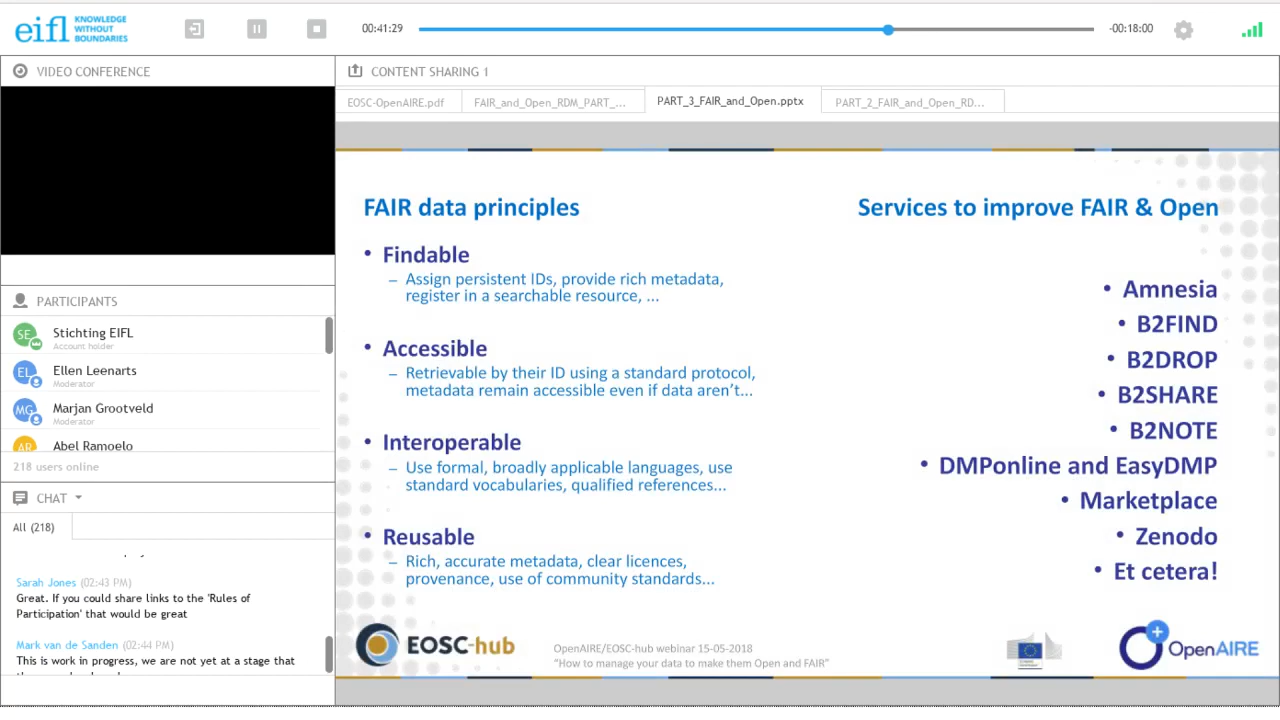 eifl KNOWLEDGE
WITHOUT
BOUNDARIES
00:41:29
-00:18:00
VIDEO CONFERENCE
PARTICIPANTS
SE Stichting EIFL
Account holder
EL Ellen Leenarts
Moderator
MG Marjan Grootveld
Moderator
AR Abel Ramoelo
218 users online
CHAT
All (218)
Sarah Jones (02:43 PM)
Great. If you could share links to the 'Rules of
Participation' that would be great
Mark van de Sanden (02:44 PM)
This is work in progress, we are not yet at a stage that
CONTENT SHARING 1
EOSC-OpenAIRE.pdf
FAIR_and_Open_RDM_PART_...
PART_3_FAIR_and_Open.pptx
PART_2_FAIR_and_Open_RD...
FAIR data principles
• Findable
– Assign persistent IDs, provide rich metadata,
register in a searchable resource, ...
• Accessible
– Retrievable by their ID using a standard protocol,
metadata remain accessible even if data aren't...
• Interoperable
– Use formal, broadly applicable languages, use
standard vocabularies, qualified references...
• Reusable
– Rich, accurate metadata, clear licences,
provenance, use of community standards...
Services to improve FAIR & Open
• Amnesia
• B2FIND
• B2DROP
• B2SHARE
• B2NOTE
• DMPonline and EasyDMP
• Marketplace
• Zenodo
• Et cetera!
EOSC-hub
OpenAIRE/EOSC-hub webinar 15-05-2018
"How to manage your data to make them Open and FAIR"
OpenAIRE